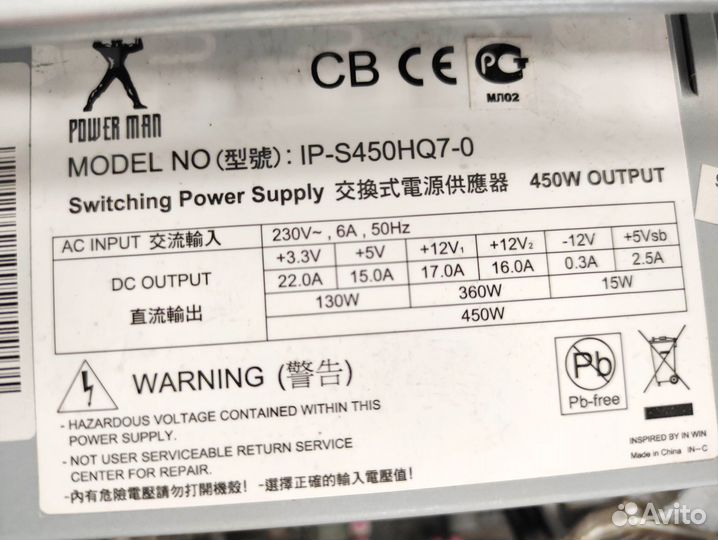 POWER MAN
CB CE PCT
МЛ02
MODEL NO (型號): IP-S450HQ7-0
Switching Power Supply 交換式電源供應器 450W OUTPUT
AC INPUT 交流輸入 230V~ , 6A , 50Hz
DC OUTPUT 直流輸出
+3.3V +5V +12V₁ +12V₂ -12V +5Vsb
22.0A 15.0A 17.0A 16.0A 0.3A 2.5A
130W 360W 15W
450W
WARNING (警告)
- HAZARDOUS VOLTAGE CONTAINED WITHIN THIS
POWER SUPPLY.
- NOT USER SERVICEABLE RETURN SERVICE
CENTER FOR REPAIR.
-內有危險電壓請勿打開機殼! -選擇正確的輸入電壓值!
Pb
Pb-free
INSPIRED BY IN WIN
Made in China IN-C
Avito